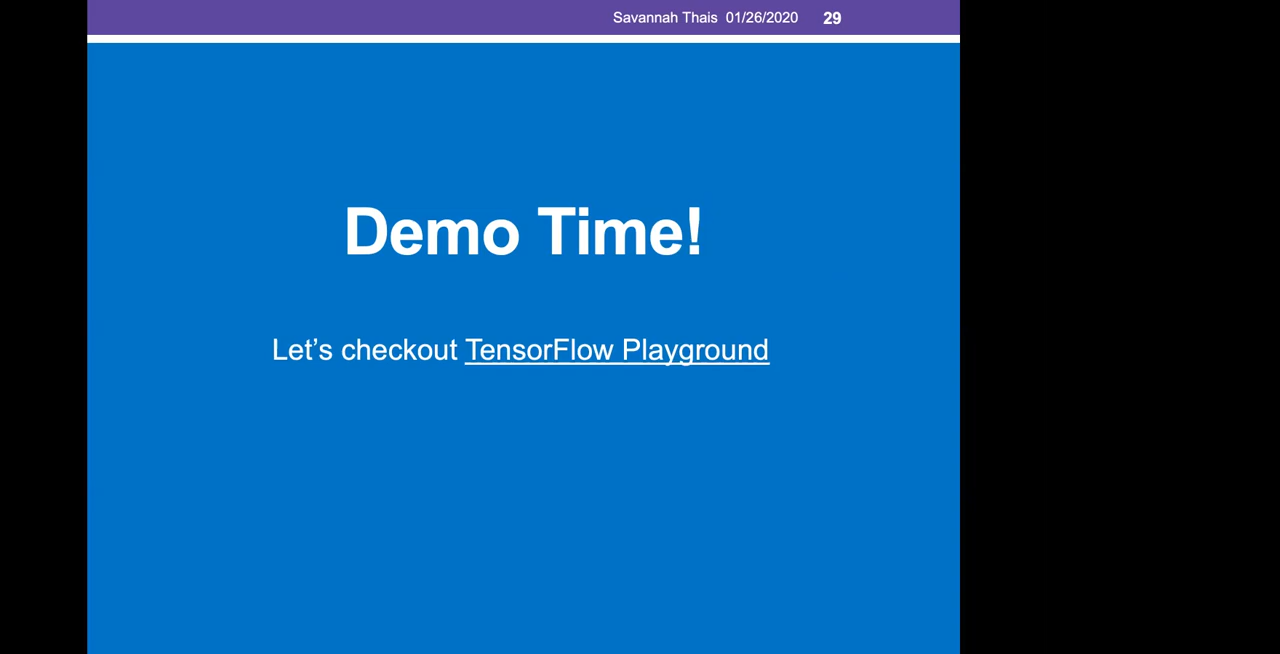 Savannah Thais 01/26/2020 29
Demo Time!
Let’s checkout TensorFlow Playground